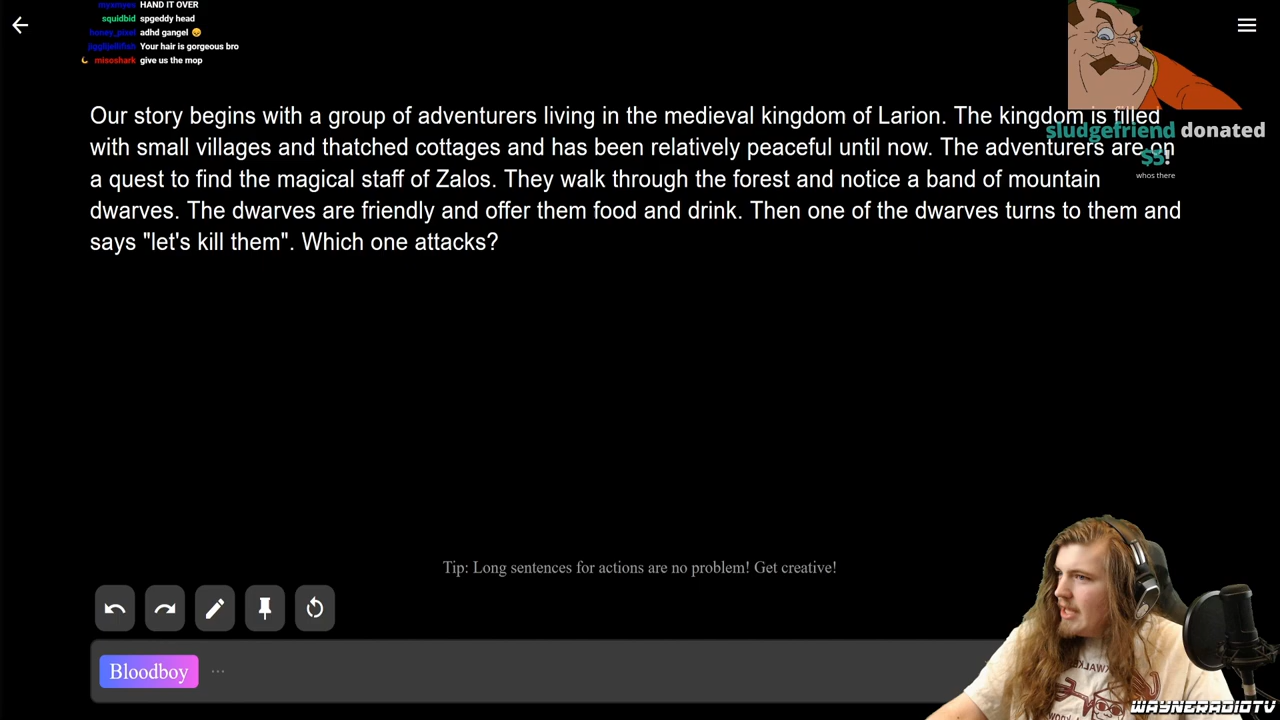 myxmyes HAND IT OVER
squidbid spgeddy head
honey_pixel adhd gangel
jigglijellifish Your hair is gorgeous bro
misoshark give us the mop
Our story begins with a group of adventurers living in the medieval kingdom of Larion. The kingdom is filled
with small villages and thatched cottages and has been relatively peaceful until now. The adventurers are on
a quest to find the magical staff of Zalos. They walk through the forest and notice a band of mountain
dwarves. The dwarves are friendly and offer them food and drink. Then one of the dwarves turns to them and
says "let's kill them". Which one attacks?
sludgefriend donated
$3!
whos there
Tip: Long sentences for actions are no problem! Get creative!
Bloodboy ...
WAYNERADIOTV